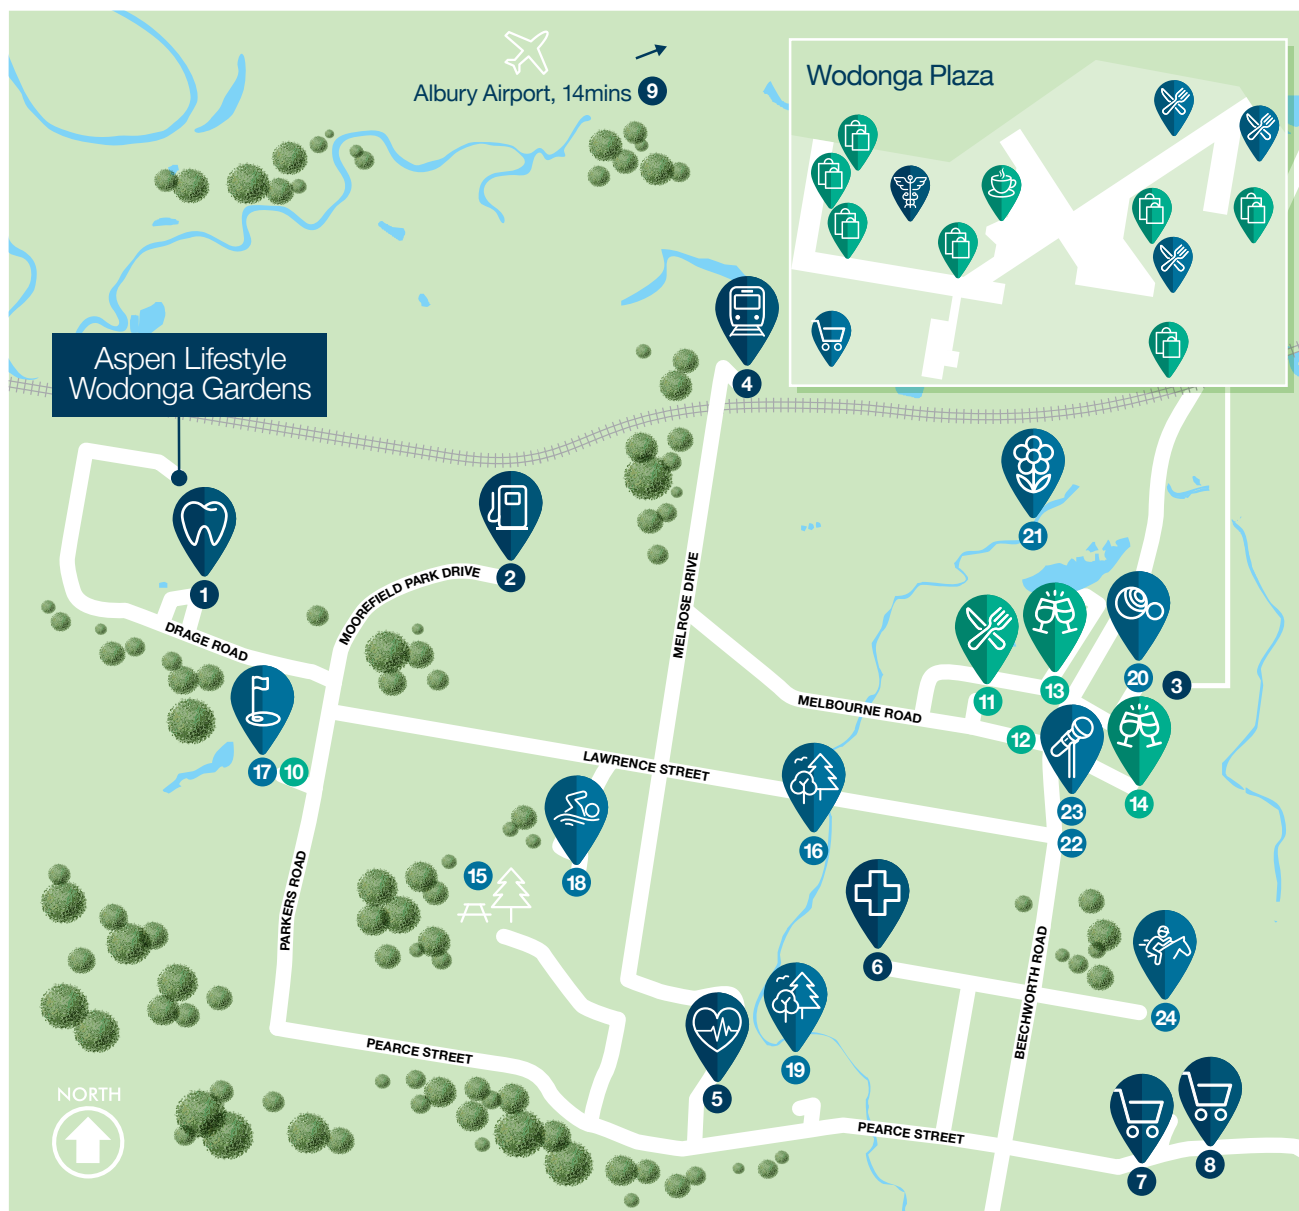 Albury Airport, 14mins 9
Wodonga Plaza
Aspen Lifestyle
Wodonga Gardens
4
21
1
2
MOOREFIELD PARK DRIVE
MELROSE DRIVE
DRAGE ROAD
20
3
13
11
MELBOURNE ROAD
12
17
10
LAWRENCE STREET
14
23
22
16
15
18
PARKERS ROAD
6
BEECHWORTH ROAD
24
PEARCE STREET
19
5
NORTH
PEARCE STREET
7
8